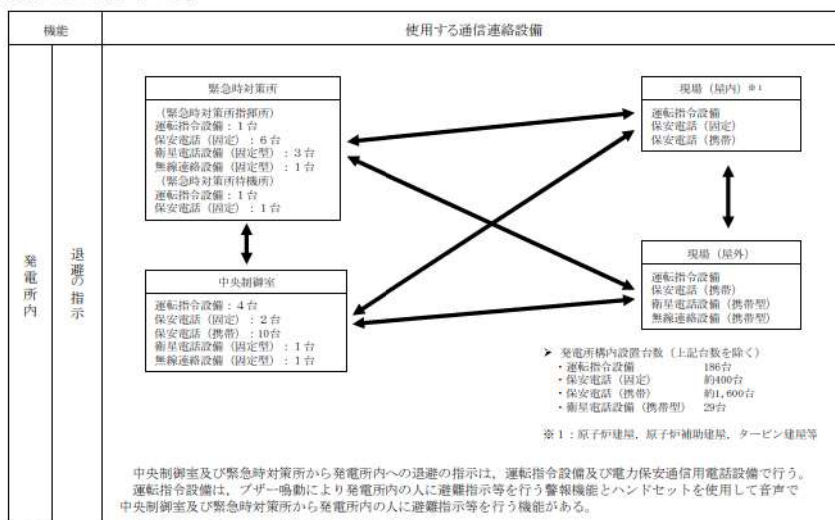 機能
使用する通信連絡設備
発電所内
退避の指示
緊急時対策所
（緊急時対策所指揮所）
運転指令設備：1台
保安電話（固定）：6台
衛星電話設備（固定型）：3台
無線連絡設備（固定型）：1台
（緊急時対策所待機所）
運転指令設備：1台
保安電話（固定）：1台
現場（屋内）※1
運転指令設備
保安電話（固定）
保安電話（携帯）
中央制御室
運転指令設備：4台
保安電話（固定）：2台
保安電話（携帯）：10台
衛星電話設備（固定型）：1台
無線連絡設備（固定型）：1台
現場（屋外）
運転指令設備
保安電話（携帯）
衛星電話設備（携帯型）
無線連絡設備（携帯型）
➤ 発電所構内設置台数（上記台数を除く）
・運転指令設備 186台
・保安電話（固定） 約400台
・保安電話（携帯） 約1,600台
・衛星電話設備（携帯型） 29台
※1：原子炉建屋，原子炉補助建屋，タービン建屋等
中央制御室及び緊急時対策所から発電所内への退避の指示は，運転指令設備及び電力保安通信用電話設備で行う。
運転指令設備は，ブザー鳴動により発電所内の人に避難指示等を行う警報機能とハンドセットを使用して音声で
中央制御室及び緊急時対策所から発電所内の人に避難指示等を行う機能がある。